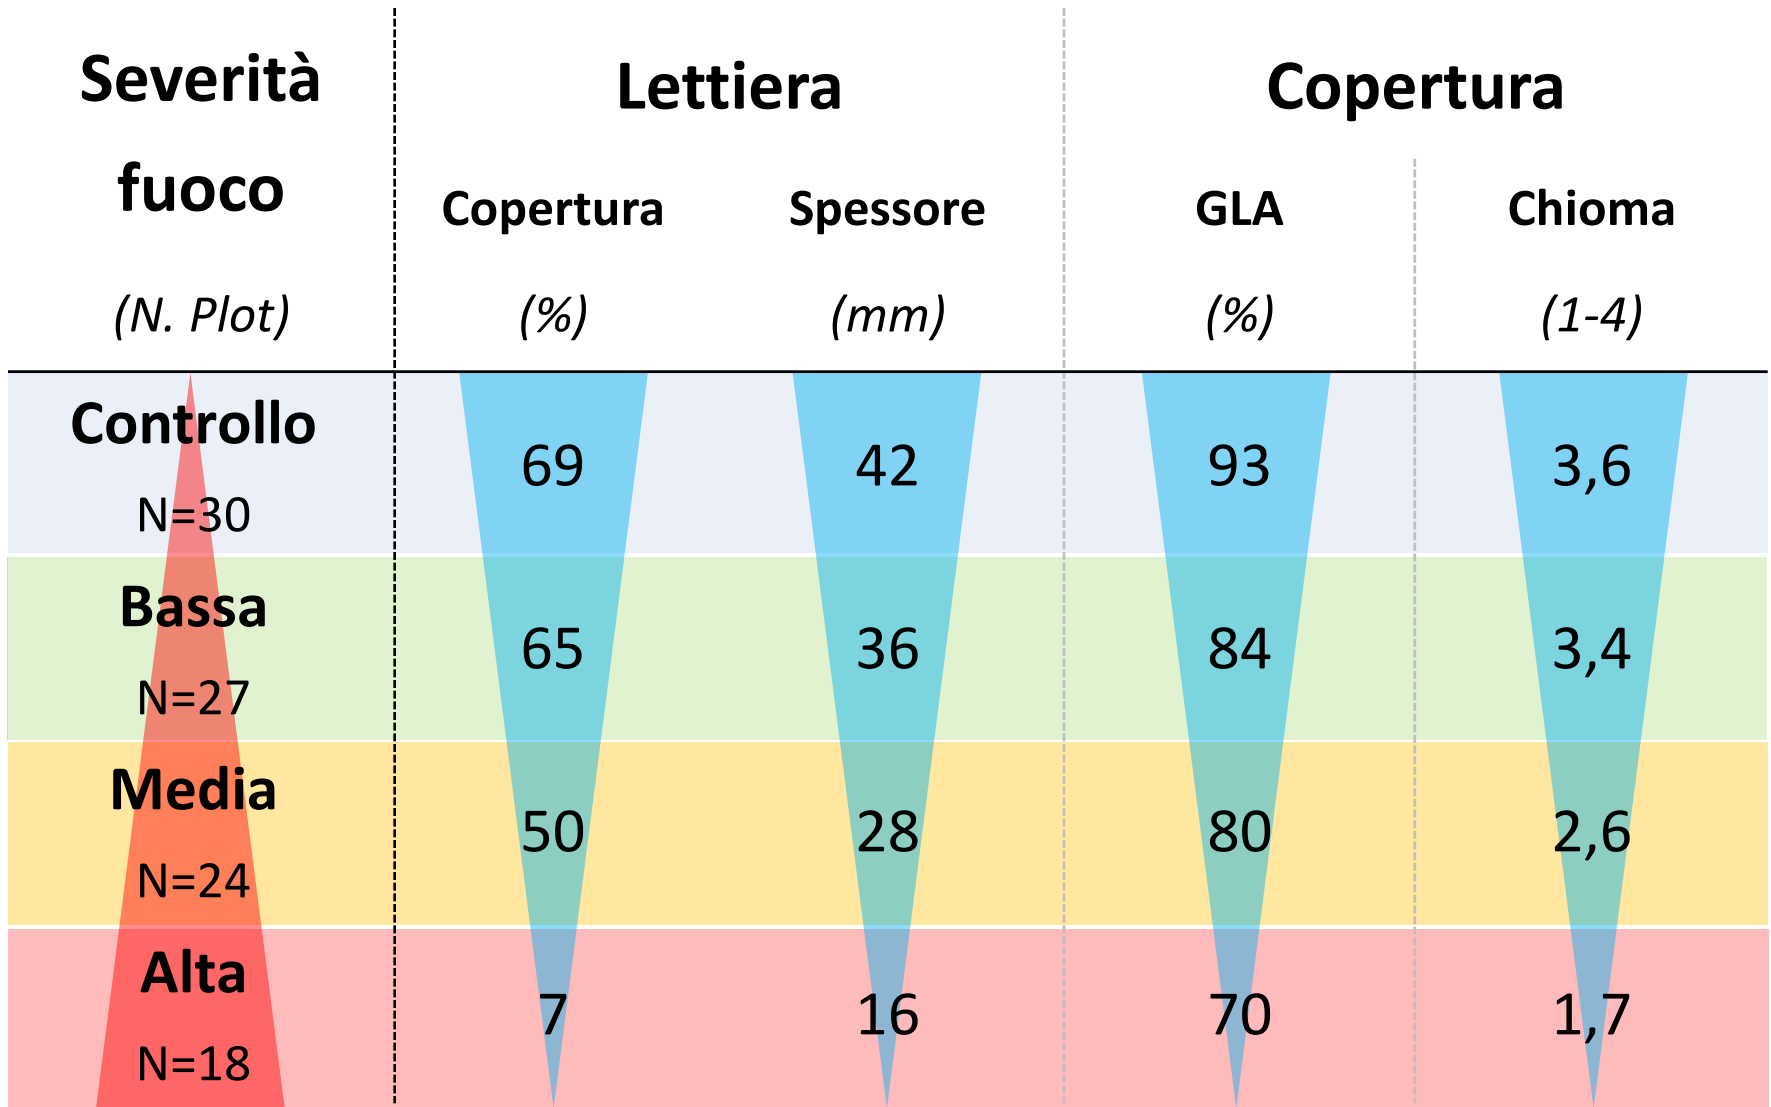 Severità
fuoco
(N. Plot)
Lettiera
Copertura
Copertura Spessore GLA Chioma
(%) (mm) (%) (1-4)
Controllo
N=30
69 42 93 3,6
Bassa
N=27
65 36 84 3,4
Media
N=24
50 28 80 2,6
Alta
N=18
7 16 70 1,7